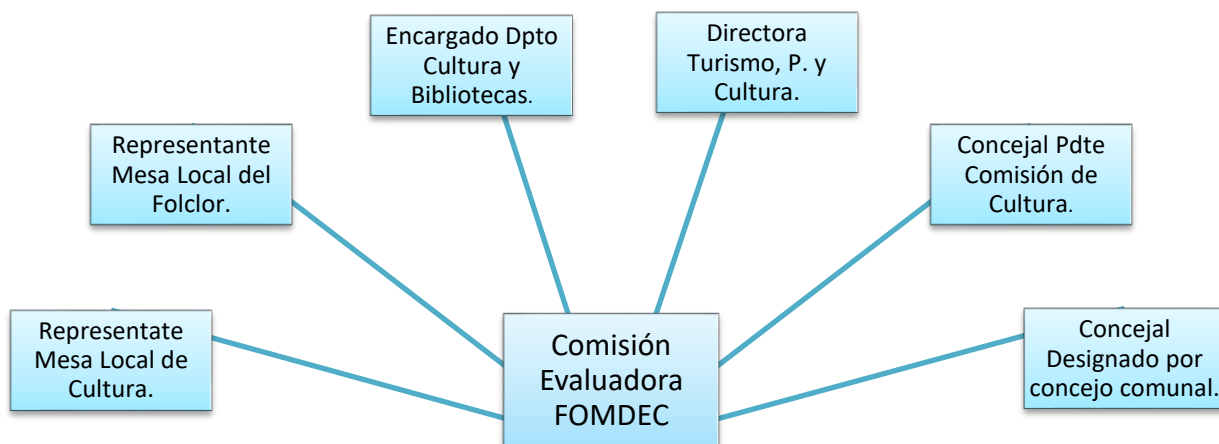 Encargado Dpto
Cultura y
Bibliotecas.
Directora
Turismo, P. y
Cultura.
Representante
Mesa Local del
Folclor.
Concejal Pdte
Comisión de
Cultura.
Representate
Mesa Local de
Cultura.
Comisión
Evaluadora
FOMDEC
Concejal
Designado por
concejo comunal.